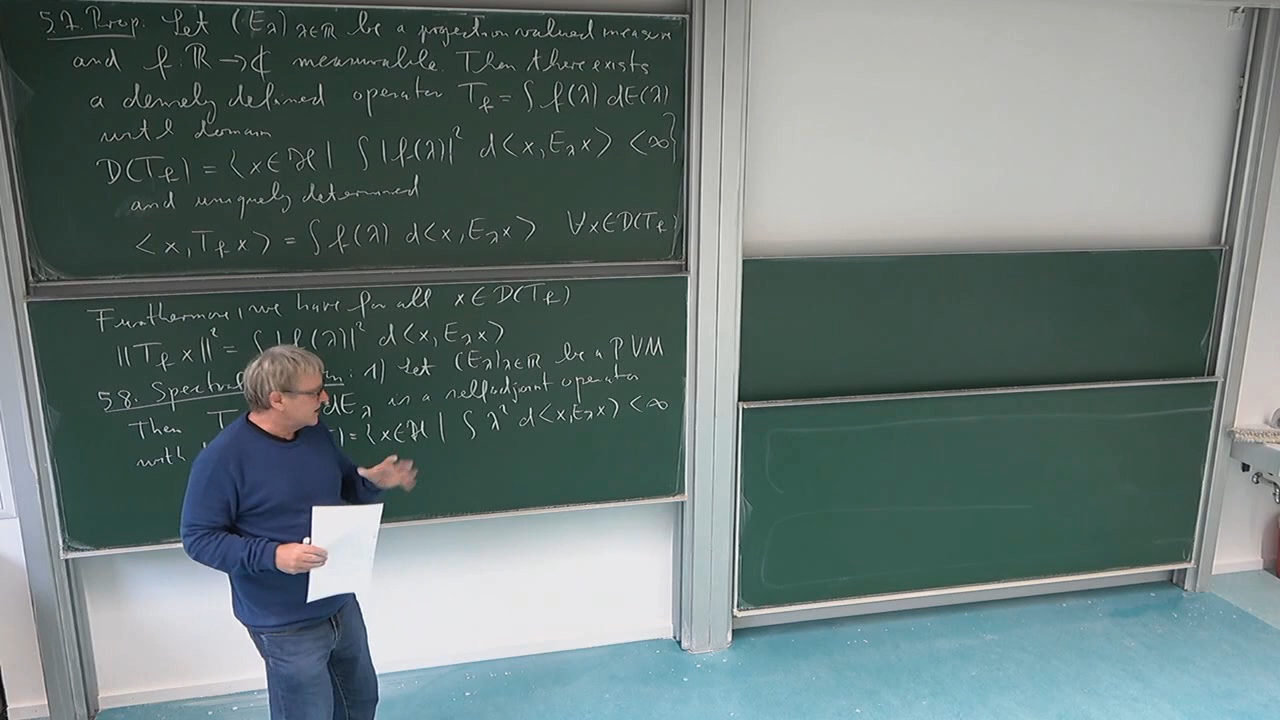 5.7. Prop. Let (E_λ)_{λ∈ℝ} be a projection valued measure
and f: ℝ → ℂ measurable. Then there exists
a densely defined operator T_f = ∫ f(λ) dE(λ)
with domain
D(T_f) = {x∈ℋ | ∫ |f(λ)|² d<x, E_λ x> < ∞}
and uniquely determined
<x, T_f x> = ∫ f(λ) d<x, E_λ x> ∀x∈D(T_f)
Furthermore, we have for all x∈D(T_f)
||T_f x||² = ∫ |f(λ)|² d<x, E_λ x>
5.8. Spectral : 1) Let (E_λ)_{λ∈ℝ} be a PVM
Then T dE_λ is a selfadjoint operator
with ) = {x∈ℋ | ∫ λ² d<x, E_λ x> < ∞